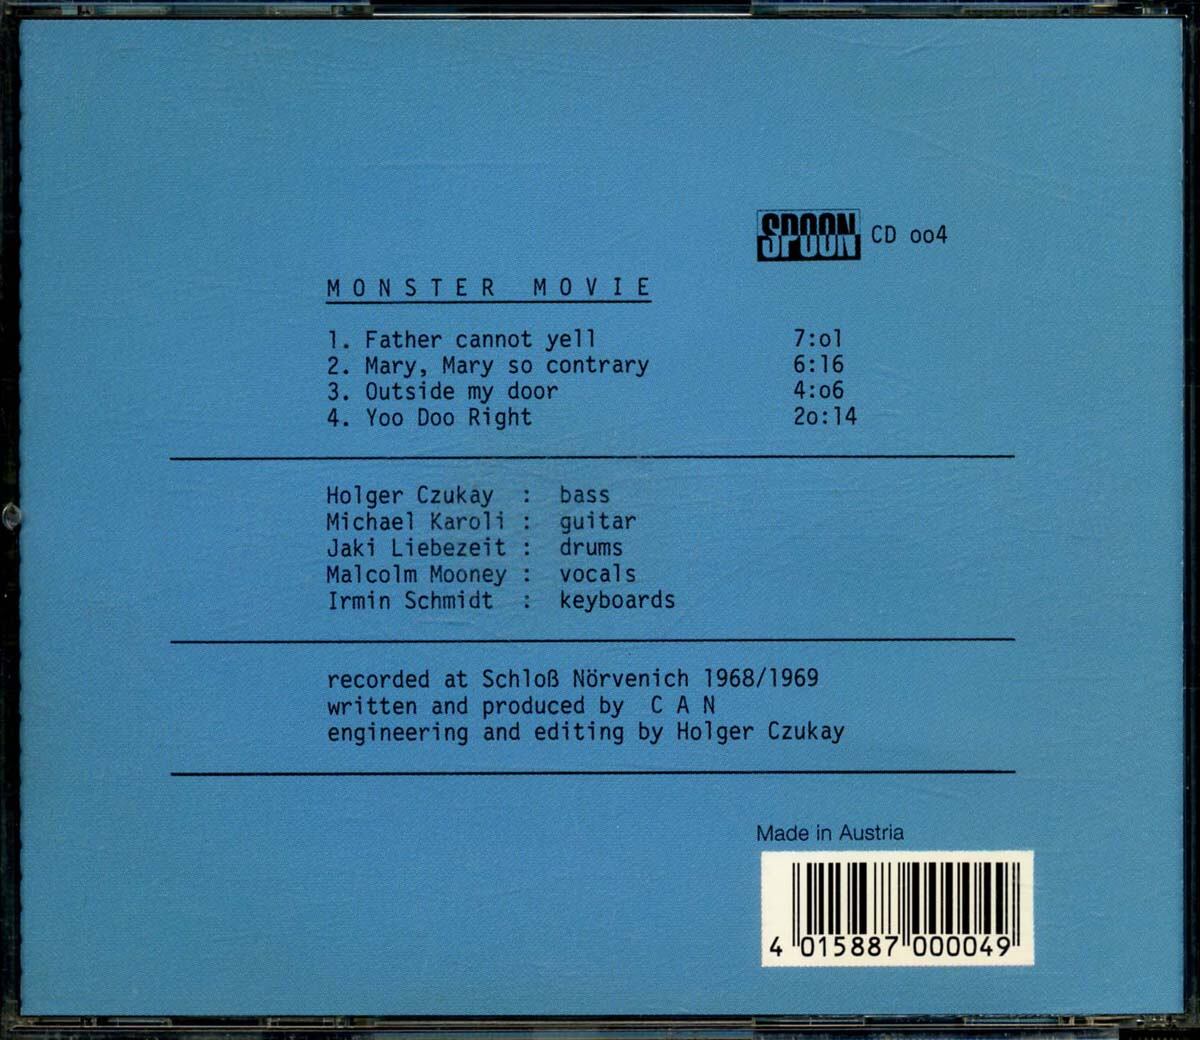 SPOON CD oo4
MONSTER MOVIE
1. Father cannot yell 7:o1
2. Mary, Mary so contrary 6:16
3. Outside my door 4:o6
4. Yoo Doo Right 2o:14
Holger Czukay : bass
Michael Karoli : guitar
Jaki Liebezeit : drums
Malcolm Mooney : vocals
Irmin Schmidt : keyboards
recorded at Schloß Nörvenich 1968/1969
written and produced by C A N
engineering and editing by Holger Czukay
Made in Austria
4 015887 000049